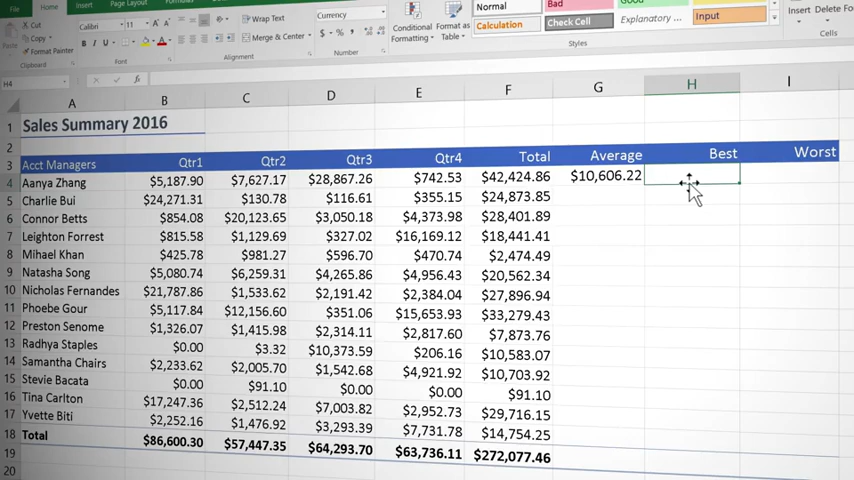 File Home Insert Page Layout Formulas
Cut
Copy
Format Painter
Clipboard
Calibri 11
B I U
Font
Wrap Text
Merge & Center
Alignment
Currency
$ % ,
Number
Conditional Formatting
Format as Table
Normal Bad Good
Calculation Check Cell Explanatory ... Input
Styles
Insert Delete
Cells
H4 fx
A B C D E F G H I
1 Sales Summary 2016
2
3 Acct Managers Qtr1 Qtr2 Qtr3 Qtr4 Total Average Best Worst
4 Aanya Zhang $5,187.90 $7,627.17 $28,867.26 $742.53 $42,424.86 $10,606.22
5 Charlie Bui $24,271.31 $130.78 $116.61 $355.15 $24,873.85
6 Connor Betts $854.08 $20,123.65 $3,050.18 $4,373.98 $28,401.89
7 Leighton Forrest $815.58 $1,129.69 $327.02 $16,169.12 $18,441.41
8 Mihael Khan $425.78 $981.27 $596.70 $470.74 $2,474.49
9 Natasha Song $5,080.74 $6,259.31 $4,265.86 $4,956.43 $20,562.34
10 Nicholas Fernandes $21,787.86 $1,533.62 $2,191.42 $2,384.04 $27,896.94
11 Phoebe Gour $5,117.84 $12,156.60 $351.06 $15,653.93 $33,279.43
12 Preston Senome $1,326.07 $1,415.98 $2,314.11 $2,817.60 $7,873.76
13 Radhya Staples $0.00 $3.32 $10,373.59 $206.16 $10,583.07
14 Samantha Chairs $2,233.62 $2,005.70 $1,542.68 $4,921.92 $10,703.92
15 Stevie Bacata $0.00 $91.10 $0.00 $0.00 $91.10
16 Tina Carlton $17,247.36 $2,512.24 $7,003.82 $2,952.73 $29,716.15
17 Yvette Biti $2,252.16 $1,476.92 $3,293.39 $7,731.78 $14,754.25
18 Total $86,600.30 $57,447.35 $64,293.70 $63,736.11 $272,077.46
19
20